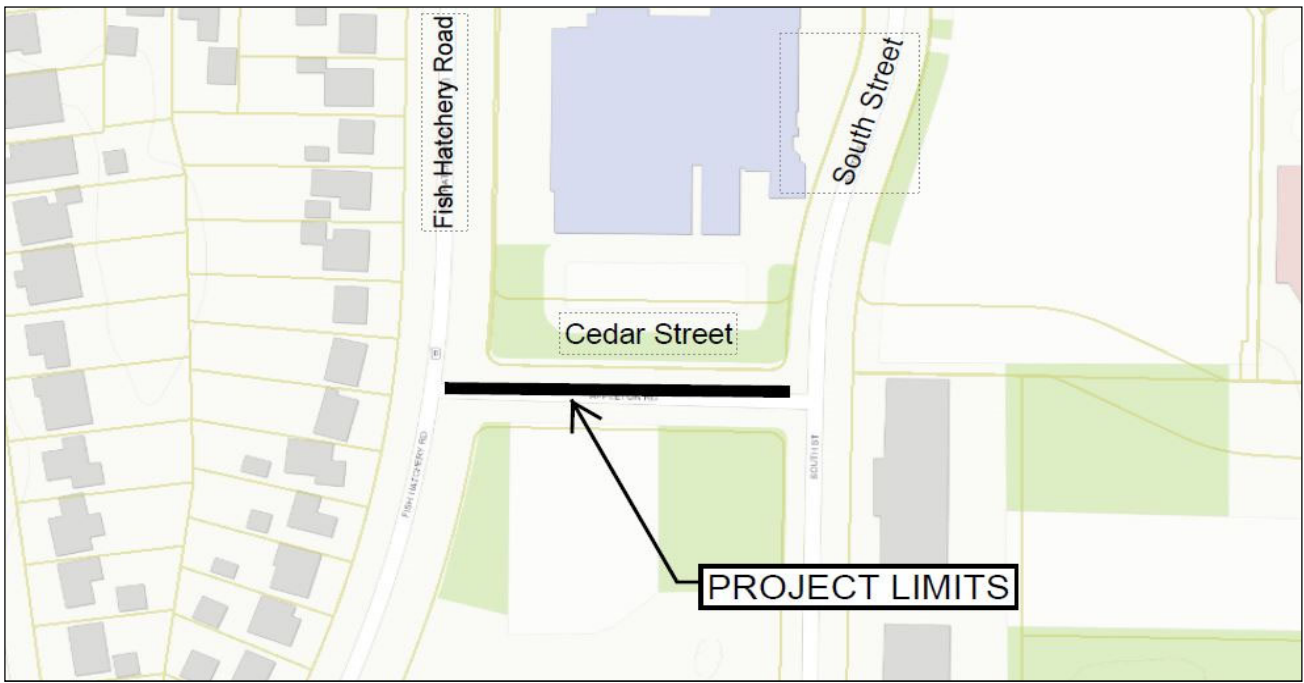 Fish Hatchery Road
South Street
Cedar Street
FISH HATCHERY RD
SOUTH ST
PROJECT LIMITS